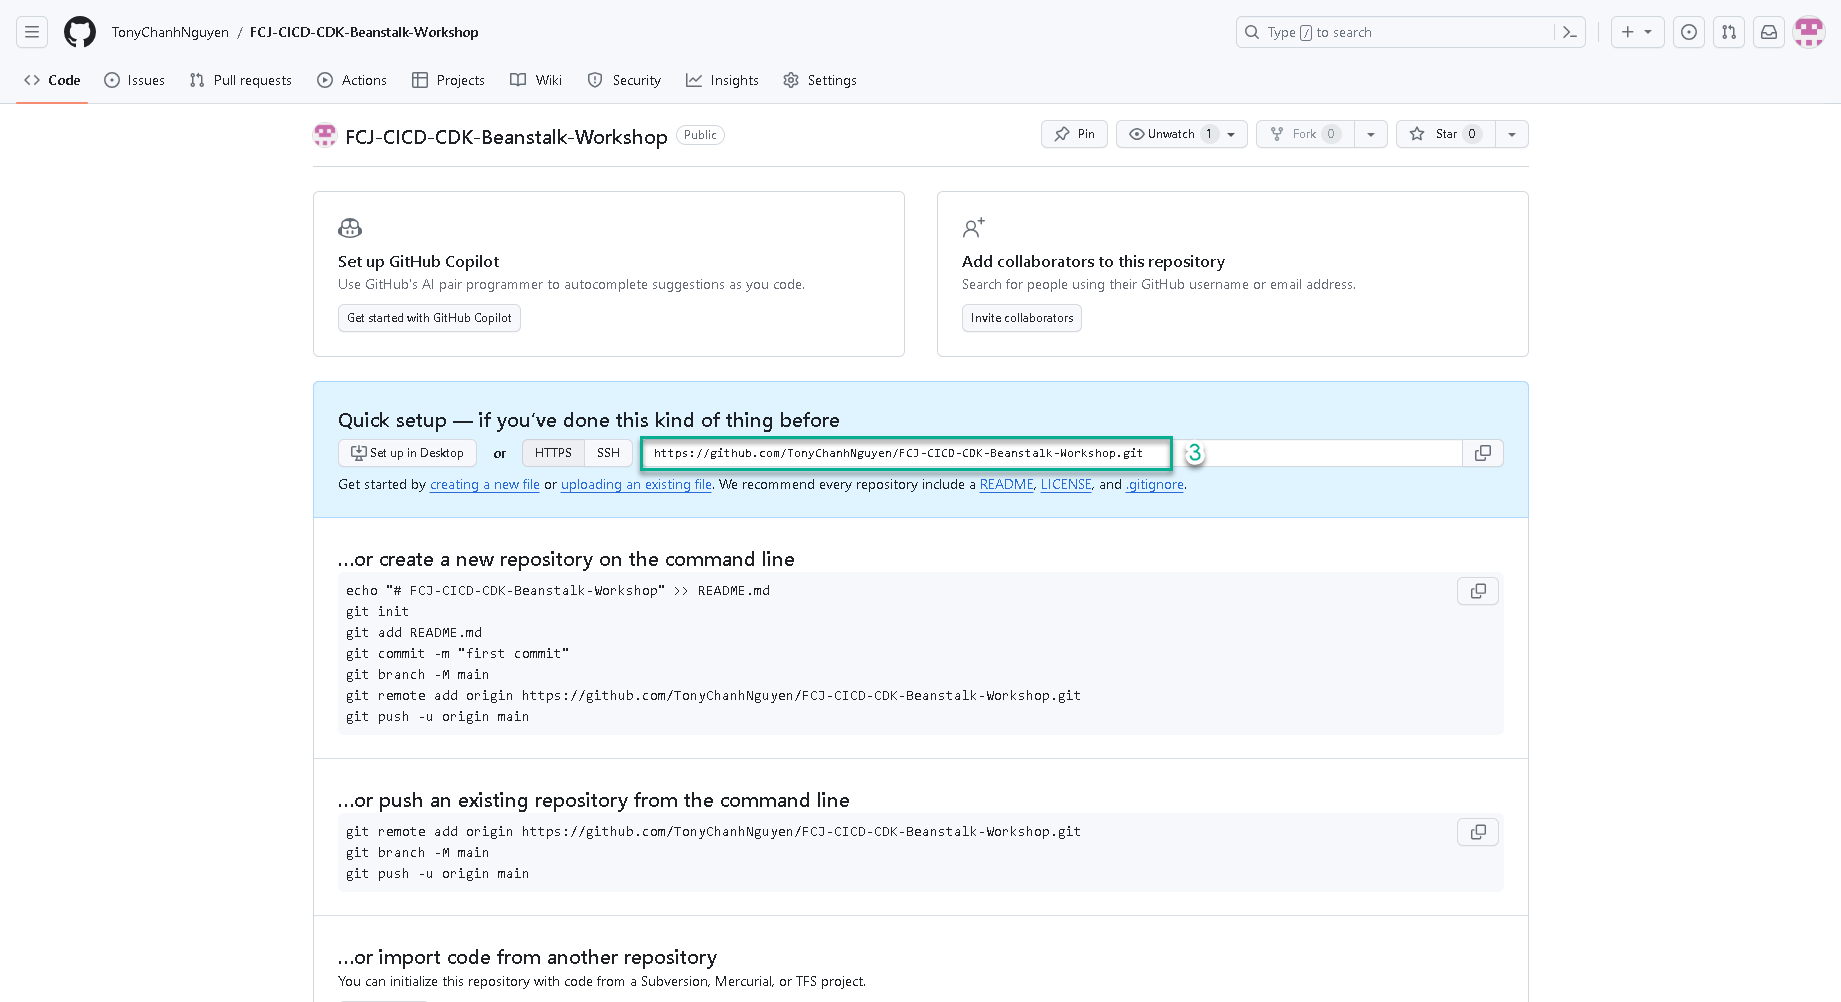 TonyChanhNguyen / FCJ-CICD-CDK-Beanstalk-Workshop
Type / to search
Code Issues Pull requests Actions Projects Wiki Security Insights Settings
FCJ-CICD-CDK-Beanstalk-Workshop Public
Pin Unwatch 1 Fork 0 Star 0
Set up GitHub Copilot
Use GitHub's AI pair programmer to autocomplete suggestions as you code.
Get started with GitHub Copilot
Add collaborators to this repository
Search for people using their GitHub username or email address.
Invite collaborators
Quick setup — if you've done this kind of thing before
Set up in Desktop or HTTPS SSH https://github.com/TonyChanhNguyen/FCJ-CICD-CDK-Beanstalk-Workshop.git 3
Get started by creating a new file or uploading an existing file. We recommend every repository include a README, LICENSE, and .gitignore.
…or create a new repository on the command line
echo "# FCJ-CICD-CDK-Beanstalk-Workshop" >> README.md
git init
git add README.md
git commit -m "first commit"
git branch -M main
git remote add origin https://github.com/TonyChanhNguyen/FCJ-CICD-CDK-Beanstalk-Workshop.git
git push -u origin main
…or push an existing repository from the command line
git remote add origin https://github.com/TonyChanhNguyen/FCJ-CICD-CDK-Beanstalk-Workshop.git
git branch -M main
git push -u origin main
…or import code from another repository
You can initialize this repository with code from a Subversion, Mercurial, or TFS project.